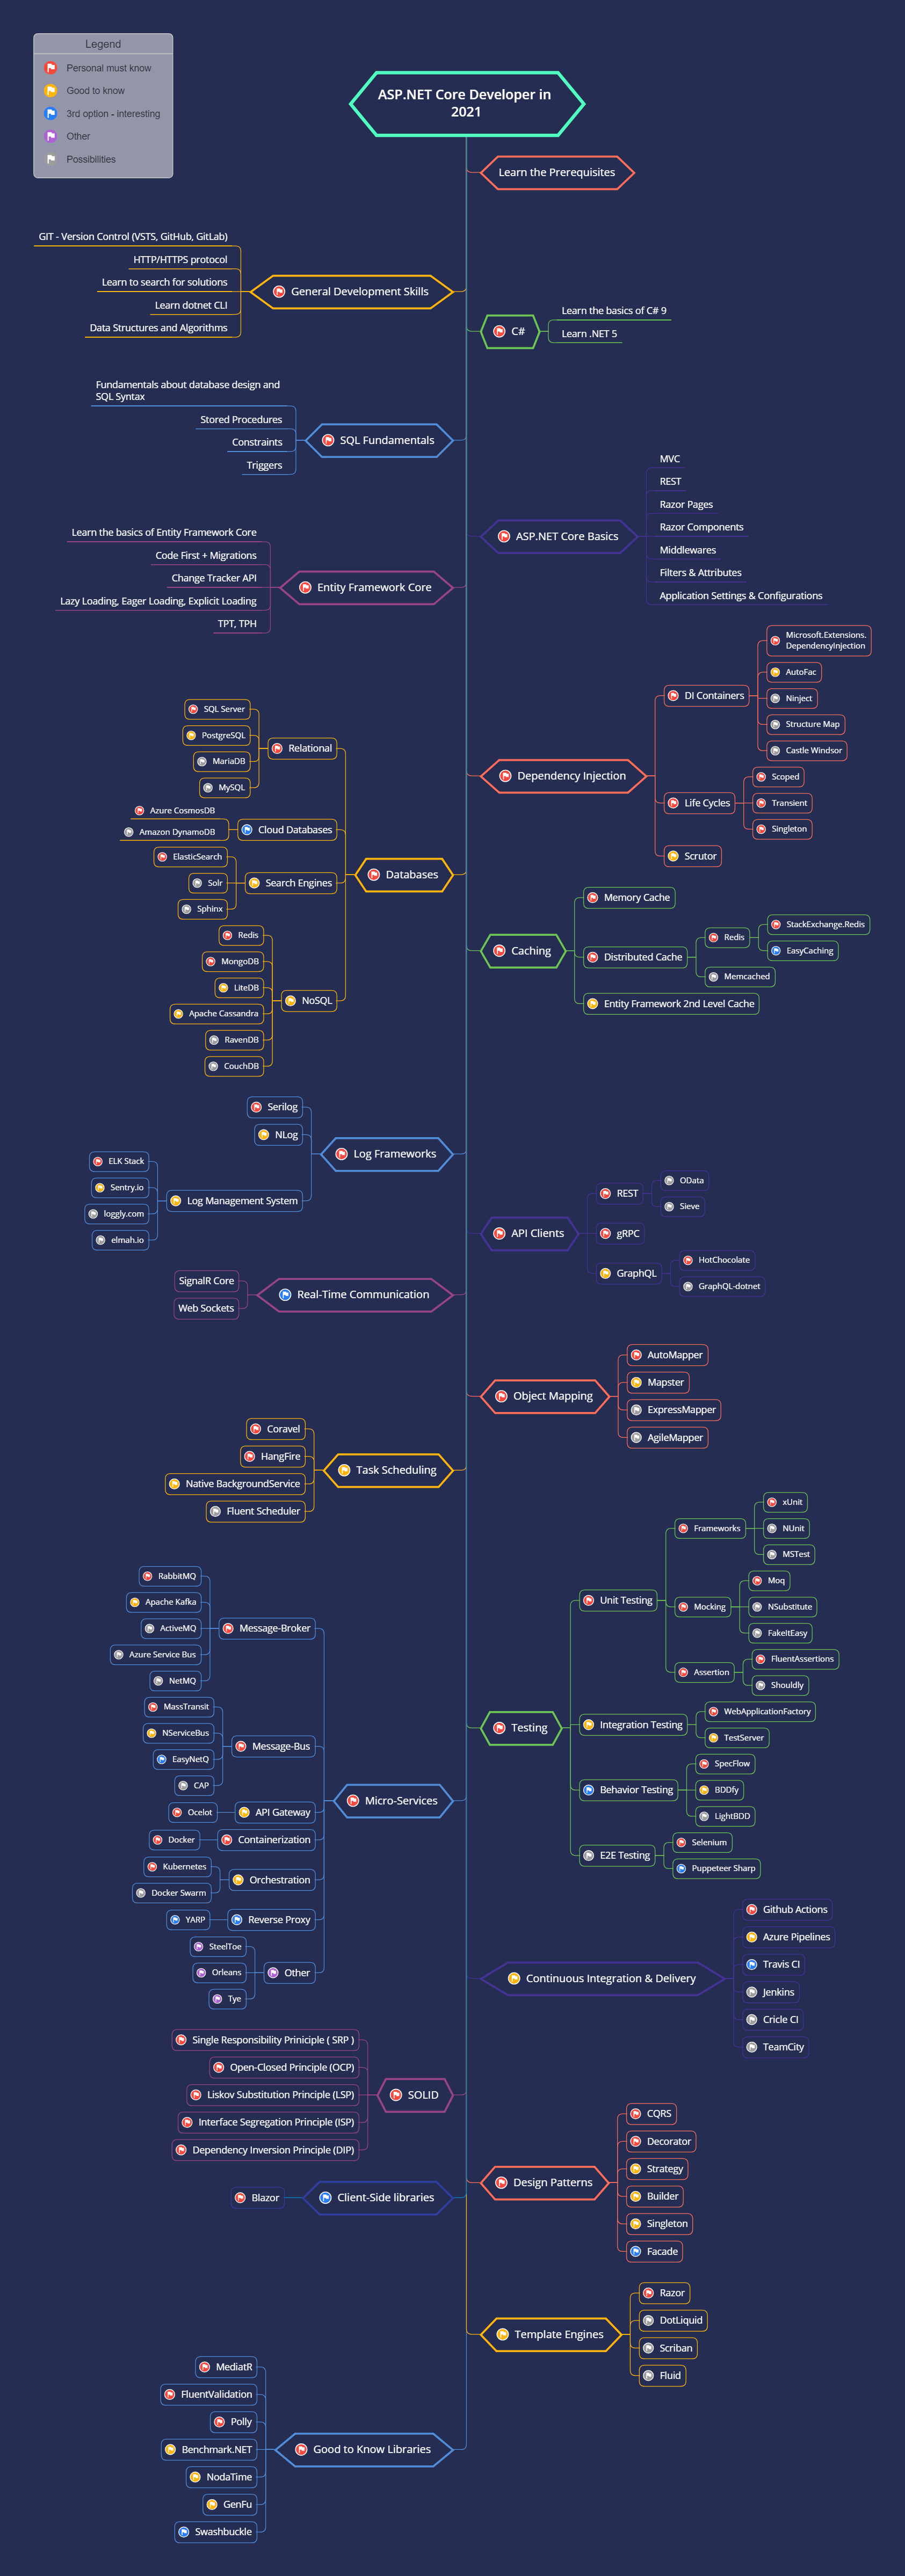 Legend
Personal must know
Good to know
3rd option - interesting
Other
Possibilities
ASP.NET Core Developer in
2021
Learn the Prerequisites
General Development Skills
GIT - Version Control (VSTS, GitHub, GitLab)
HTTP/HTTPS protocol
Learn to search for solutions
Learn dotnet CLI
Data Structures and Algorithms
C#
Learn the basics of C# 9
Learn .NET 5
SQL Fundamentals
Fundamentals about database design and
SQL Syntax
Stored Procedures
Constraints
Triggers
ASP.NET Core Basics
MVC
REST
Razor Pages
Razor Components
Middlewares
Filters & Attributes
Application Settings & Configurations
Entity Framework Core
Learn the basics of Entity Framework Core
Code First + Migrations
Change Tracker API
Lazy Loading, Eager Loading, Explicit Loading
TPT, TPH
Dependency Injection
DI Containers
Microsoft.Extensions.
DependencyInjection
AutoFac
Ninject
Structure Map
Castle Windsor
Life Cycles
Scoped
Transient
Singleton
Scrutor
Databases
Relational
SQL Server
PostgreSQL
MariaDB
MySQL
Cloud Databases
Azure CosmosDB
Amazon DynamoDB
Search Engines
ElasticSearch
Solr
Sphinx
NoSQL
Redis
MongoDB
LiteDB
Apache Cassandra
RavenDB
CouchDB
Caching
Memory Cache
Distributed Cache
Redis
StackExchange.Redis
EasyCaching
Memcached
Entity Framework 2nd Level Cache
Log Frameworks
Serilog
NLog
Log Management System
ELK Stack
Sentry.io
loggly.com
elmah.io
API Clients
REST
OData
Sieve
gRPC
GraphQL
HotChocolate
GraphQL-dotnet
Real-Time Communication
SignalR Core
Web Sockets
Object Mapping
AutoMapper
Mapster
ExpressMapper
AgileMapper
Task Scheduling
Coravel
HangFire
Native BackgroundService
Fluent Scheduler
Testing
Unit Testing
Frameworks
xUnit
NUnit
MSTest
Mocking
Moq
NSubstitute
FakeItEasy
Assertion
FluentAssertions
Shouldly
Integration Testing
WebApplicationFactory
TestServer
Behavior Testing
SpecFlow
BDDfy
LightBDD
E2E Testing
Selenium
Puppeteer Sharp
Micro-Services
Message-Broker
RabbitMQ
Apache Kafka
ActiveMQ
Azure Service Bus
NetMQ
Message-Bus
MassTransit
NServiceBus
EasyNetQ
CAP
API Gateway
Ocelot
Containerization
Docker
Orchestration
Kubernetes
Docker Swarm
Reverse Proxy
YARP
Other
SteelToe
Orleans
Tye
Continuous Integration & Delivery
Github Actions
Azure Pipelines
Travis CI
Jenkins
Cricle CI
TeamCity
SOLID
Single Responsibility Priniciple ( SRP )
Open-Closed Principle (OCP)
Liskov Substitution Principle (LSP)
Interface Segregation Principle (ISP)
Dependency Inversion Principle (DIP)
Design Patterns
CQRS
Decorator
Strategy
Builder
Singleton
Facade
Client-Side libraries
Blazor
Template Engines
Razor
DotLiquid
Scriban
Fluid
Good to Know Libraries
MediatR
FluentValidation
Polly
Benchmark.NET
NodaTime
GenFu
Swashbuckle